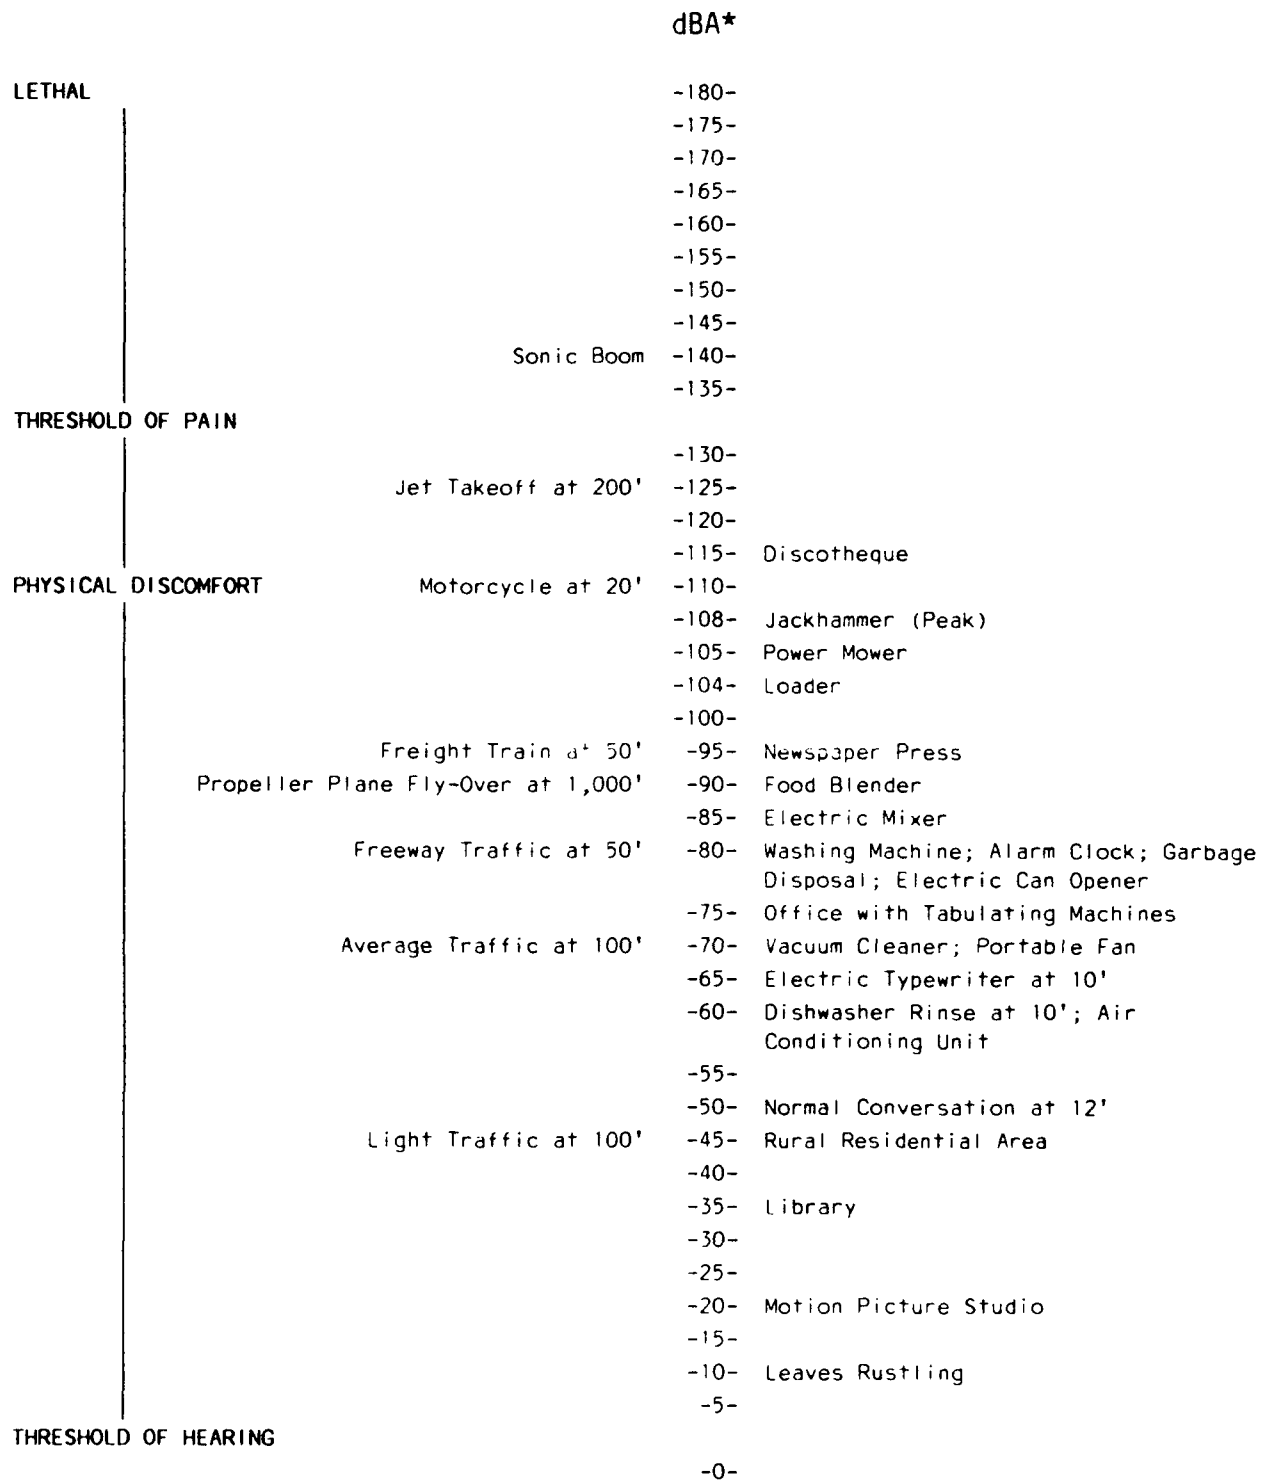 dBA*
LETHAL -180-
-175-
-170-
-165-
-160-
-155-
-150-
-145-
Sonic Boom -140-
-135-
THRESHOLD OF PAIN
-130-
Jet Takeoff at 200' -125-
-120-
-115- Discotheque
PHYSICAL DISCOMFORT Motorcycle at 20' -110-
-108- Jackhammer (Peak)
-105- Power Mower
-104- Loader
-100-
Freight Train at 50' -95- Newspaper Press
Propeller Plane Fly-Over at 1,000' -90- Food Blender
-85- Electric Mixer
Freeway Traffic at 50' -80- Washing Machine; Alarm Clock; Garbage
Disposal; Electric Can Opener
-75- Office with Tabulating Machines
Average Traffic at 100' -70- Vacuum Cleaner; Portable Fan
-65- Electric Typewriter at 10'
-60- Dishwasher Rinse at 10'; Air
Conditioning Unit
-55-
-50- Normal Conversation at 12'
Light Traffic at 100' -45- Rural Residential Area
-40-
-35- Library
-30-
-25-
-20- Motion Picture Studio
-15-
-10- Leaves Rustling
-5-
THRESHOLD OF HEARING
-0-